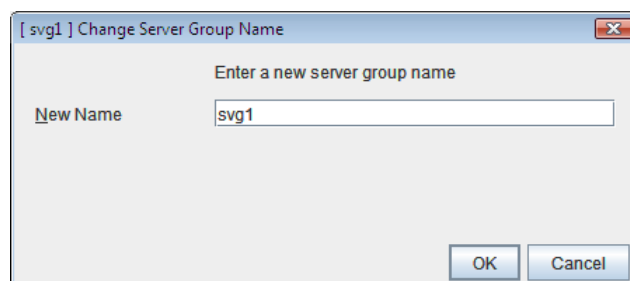 [ svg1 ] Change Server Group Name
Enter a new server group name
New Name svg1
OK Cancel